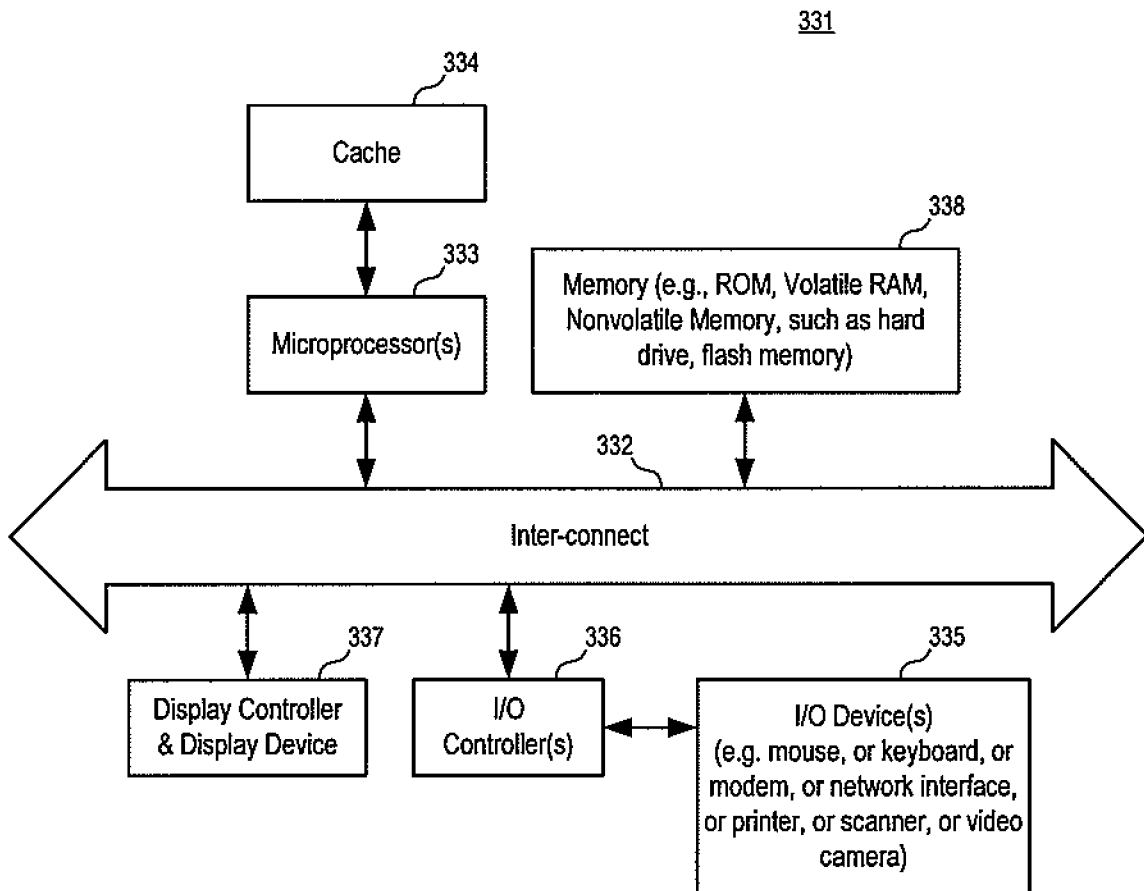 331
334
Cache
338
333
Memory (e.g., ROM, Volatile RAM,
Nonvolatile Memory, such as hard
drive, flash memory)
Microprocessor(s)
332
Inter-connect
337
336
335
Display Controller
& Display Device
I/O
Controller(s)
I/O Device(s)
(e.g. mouse, or keyboard, or
modem, or network interface,
or printer, or scanner, or video
camera)